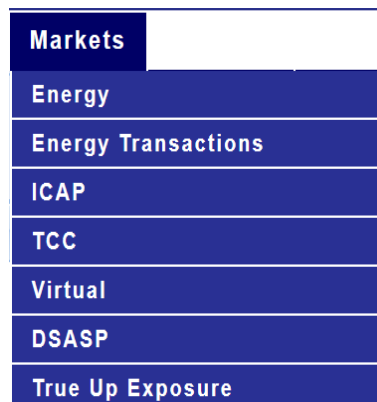 Markets
Energy
Energy Transactions
ICAP
TCC
Virtual
DSASP
True Up Exposure